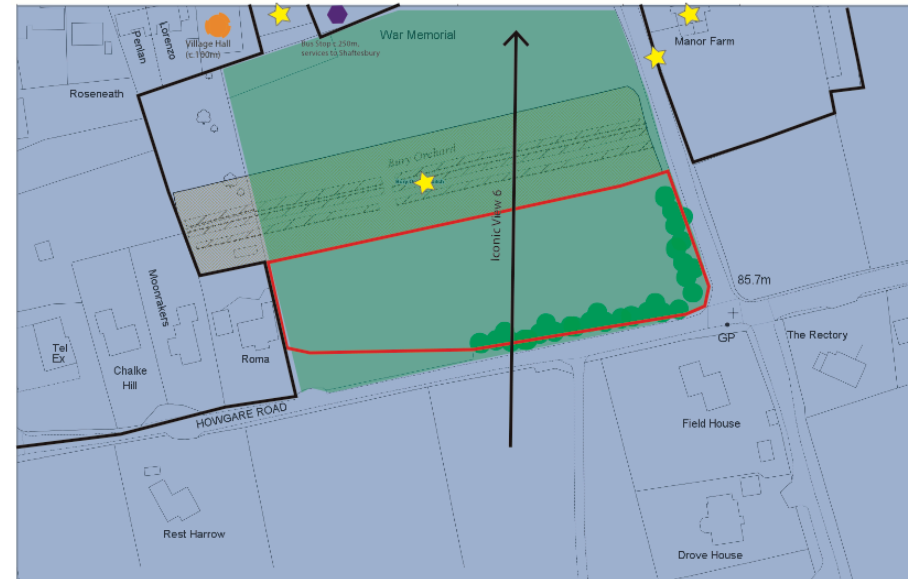 Penlan
Lorenzo
Village Hall
(c.100m)
Bus Stop c.250m,
services to Shaftesbury
War Memorial
Manor Farm
Roseneath
Bury Orchard
Iconic View 6
Moonrakers
85.7m
Tel
Ex
Chalke
Hill
Roma
GP
The Rectory
HOWGARE ROAD
Field House
Rest Harrow
Drove House